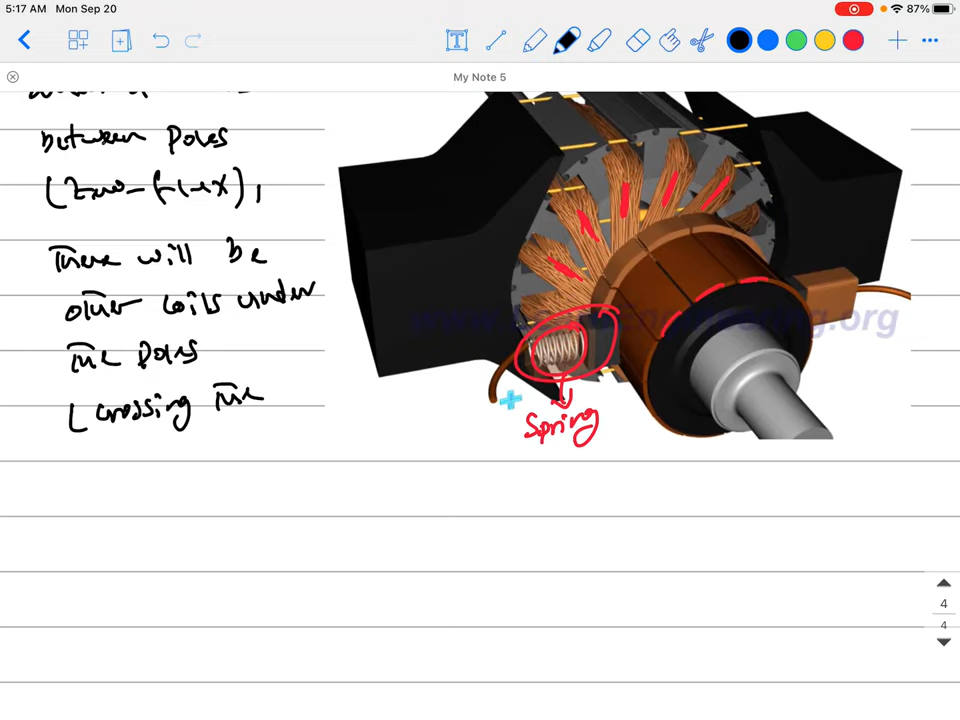 5:17 AM Mon Sep 20
87%
My Note 5
between Poles
(Zero-flux),
There will be
other coils under
the Poles
(crossing the
Spring
4
4